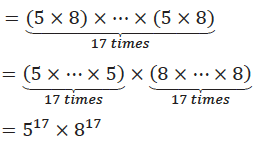 = (5 × 8) × ⋯ × (5 × 8)
17 times
= (5 × ⋯ × 5) × (8 × ⋯ × 8)
17 times 17 times
= 5¹⁷ × 8¹⁷